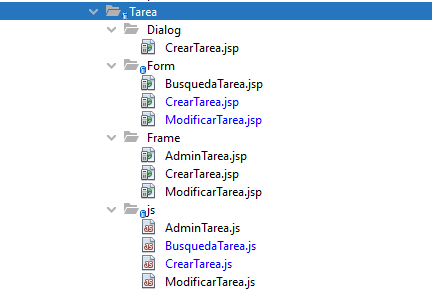 Tarea
Dialog
CrearTarea.jsp
Form
BusquedaTarea.jsp
CrearTarea.jsp
ModificarTarea.jsp
Frame
AdminTarea.jsp
CrearTarea.jsp
ModificarTarea.jsp
js
AdminTarea.js
BusquedaTarea.js
CrearTarea.js
ModificarTarea.js